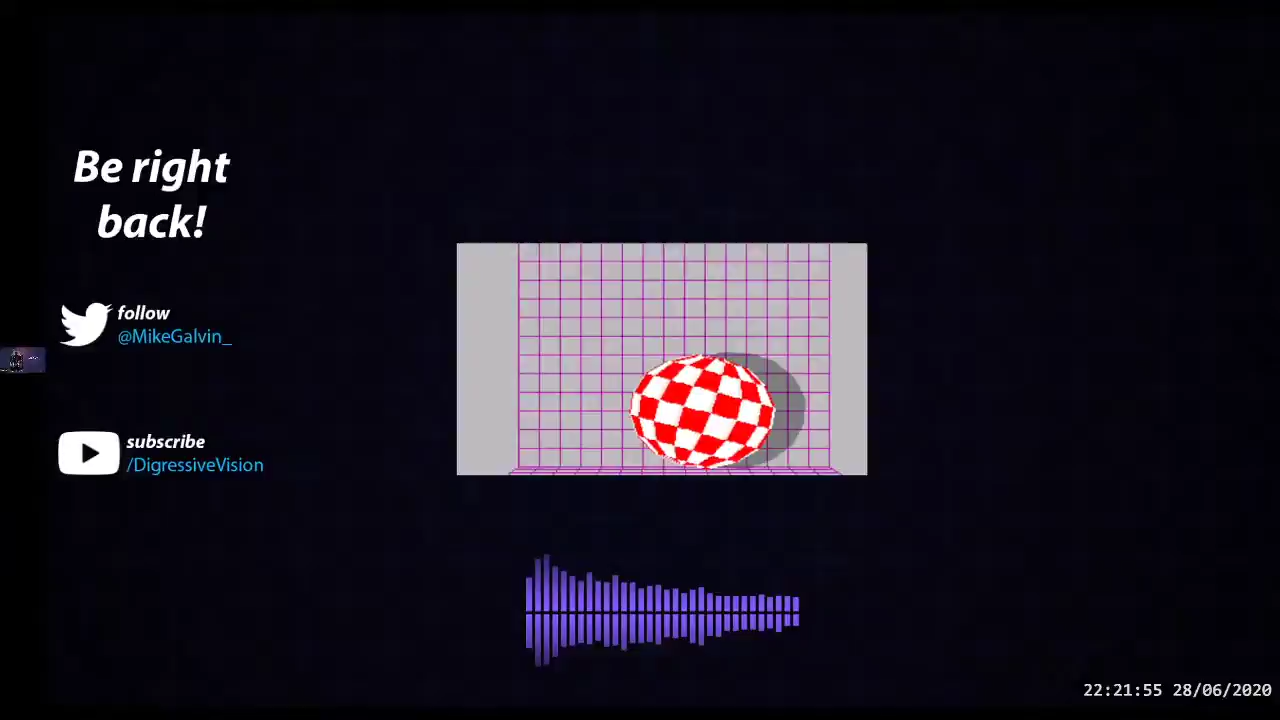 Be right
back!
follow
@MikeGalvin_
subscribe
/DigressiveVision
22:21:55 28/06/2020